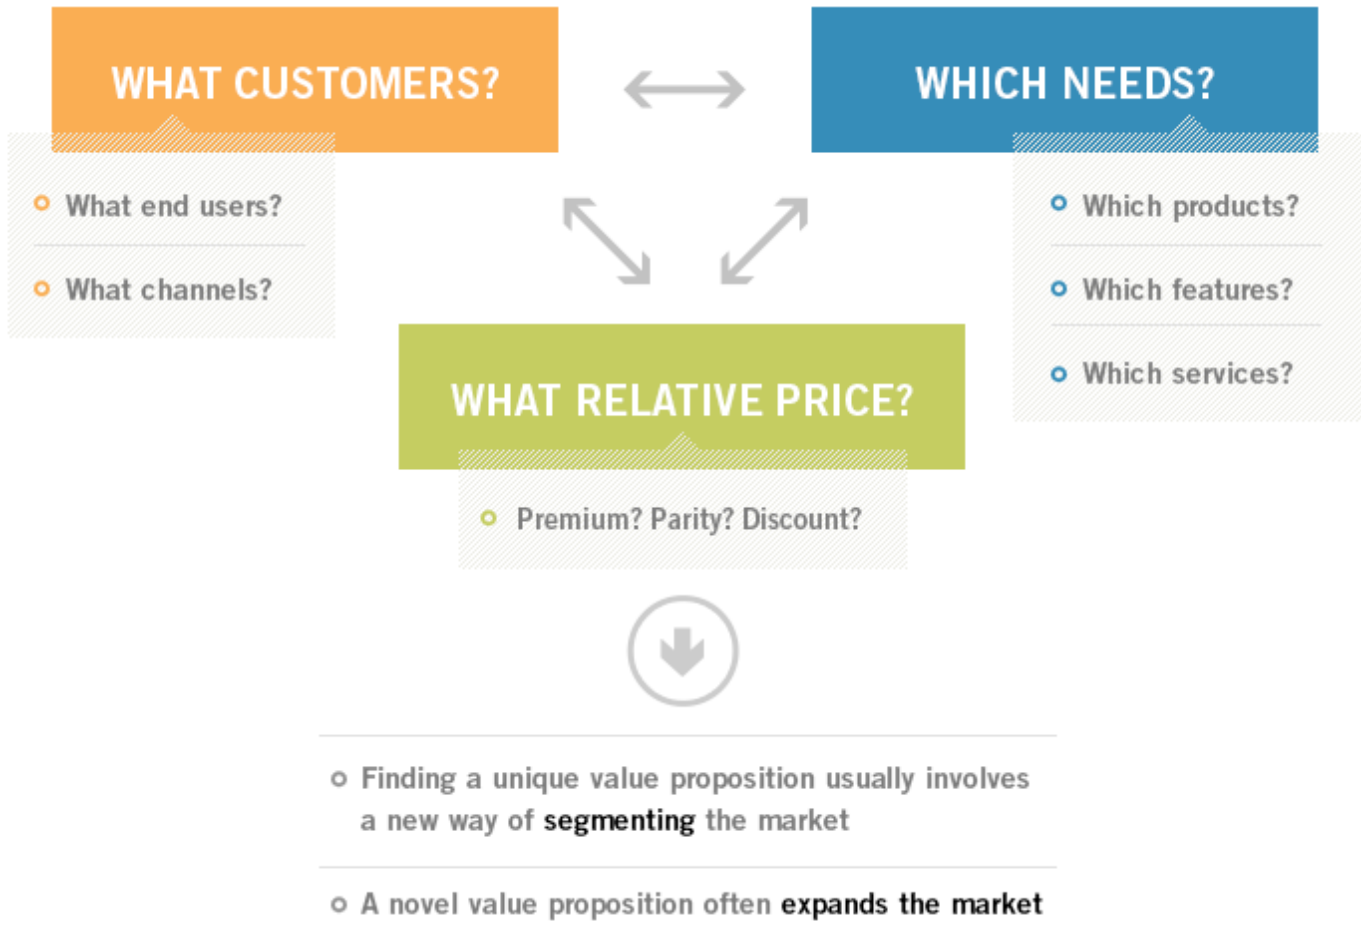 WHAT CUSTOMERS?
What end users?
What channels?
WHICH NEEDS?
Which products?
Which features?
Which services?
WHAT RELATIVE PRICE?
Premium? Parity? Discount?
Finding a unique value proposition usually involves
a new way of segmenting the market
A novel value proposition often expands the market